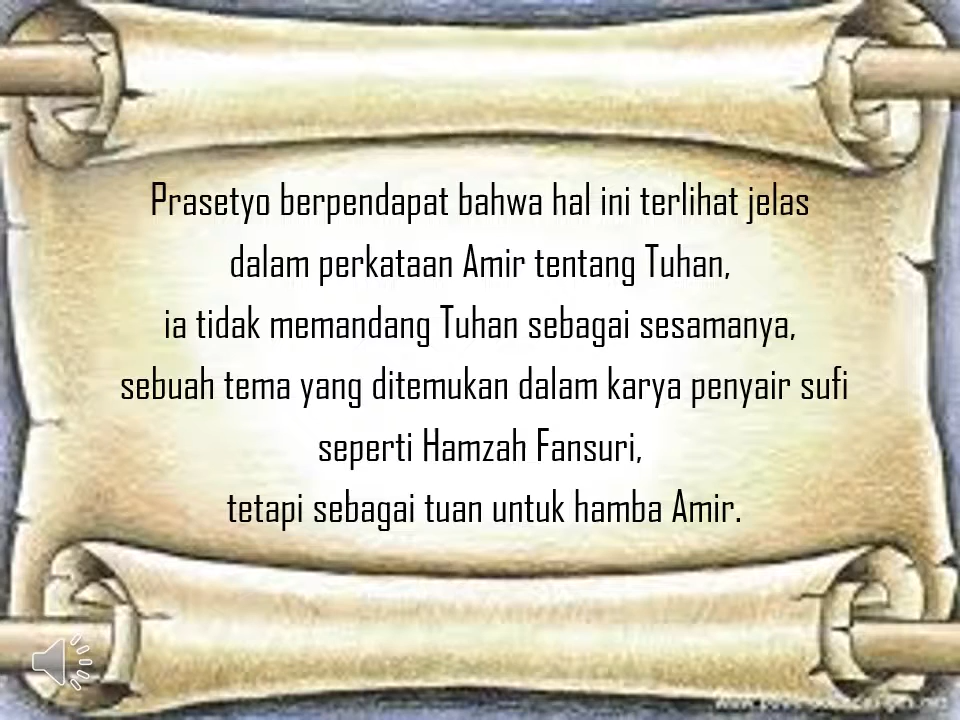 Prasetyo berpendapat bahwa hal ini terlihat jelas
dalam perkataan Amir tentang Tuhan,
ia tidak memandang Tuhan sebagai sesamanya,
sebuah tema yang ditemukan dalam karya penyair sufi
seperti Hamzah Fansuri,
tetapi sebagai tuan untuk hamba Amir.